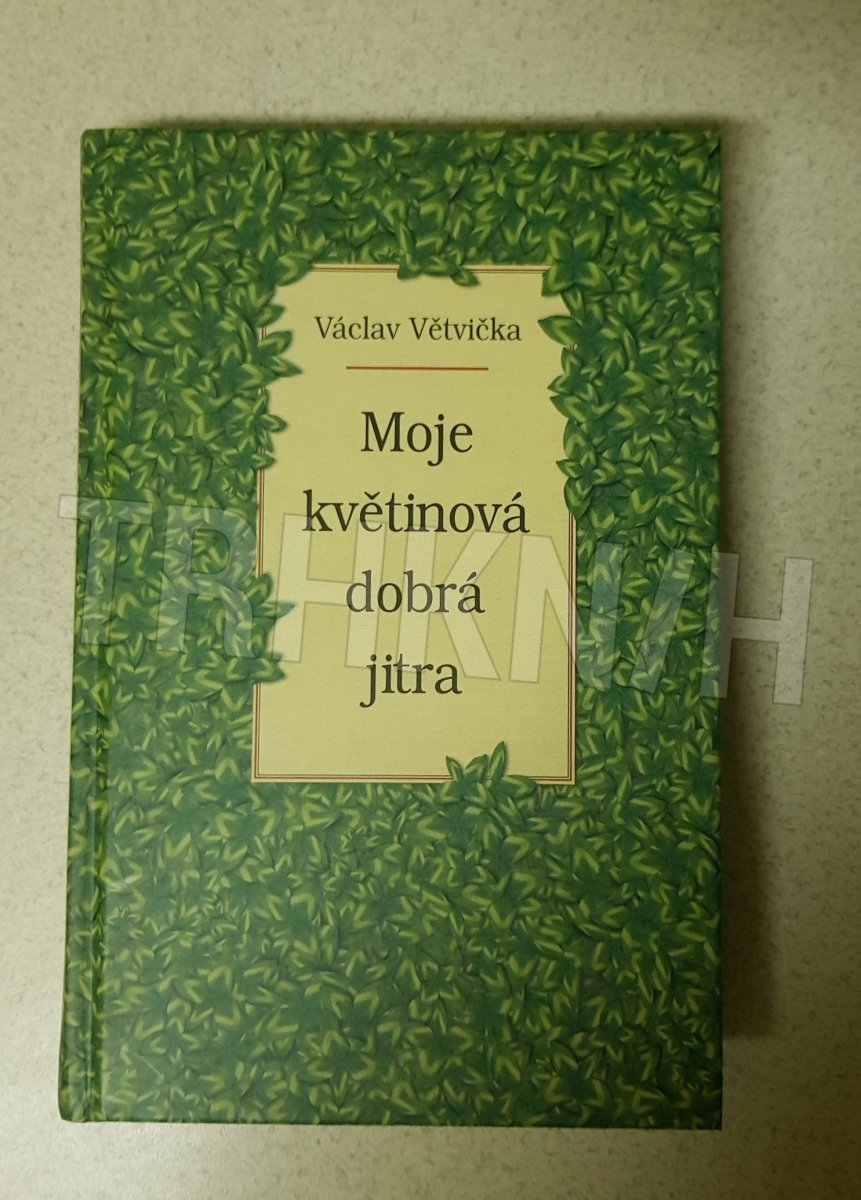 Václav Větvička
Moje
květinová
dobrá
jitra
TRHKNIH